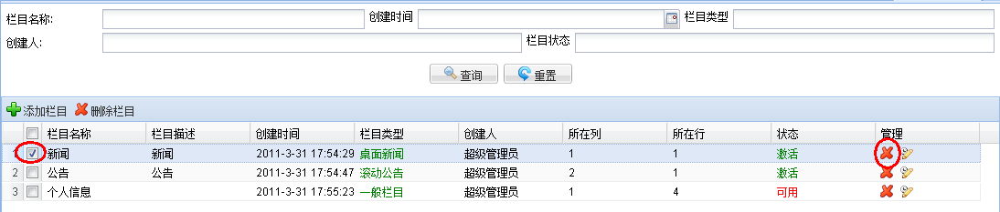 栏目名称: 创建时间 栏目类型
创建人: 栏目状态
查询 重置
添加栏目 删除栏目
栏目名称 栏目描述 创建时间 栏目类型 创建人 所在列 所在行 状态 管理
1 新闻 新闻 2011-3-31 17:54:29 桌面新闻 超级管理员 1 1 激活
2 公告 公告 2011-3-31 17:54:47 滚动公告 超级管理员 2 1 激活
3 个人信息 2011-3-31 17:55:23 一般栏目 超级管理员 1 4 可用